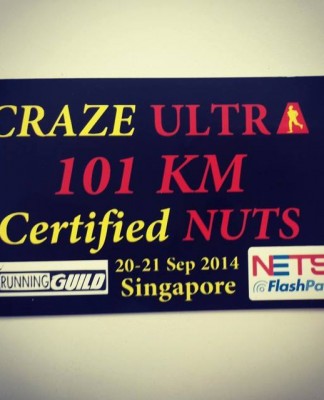 CRAZE ULTRA
101 KM
Certified NUTS
RUNNING GUILD
20-21 Sep 2014
Singapore
NETS
FlashPa